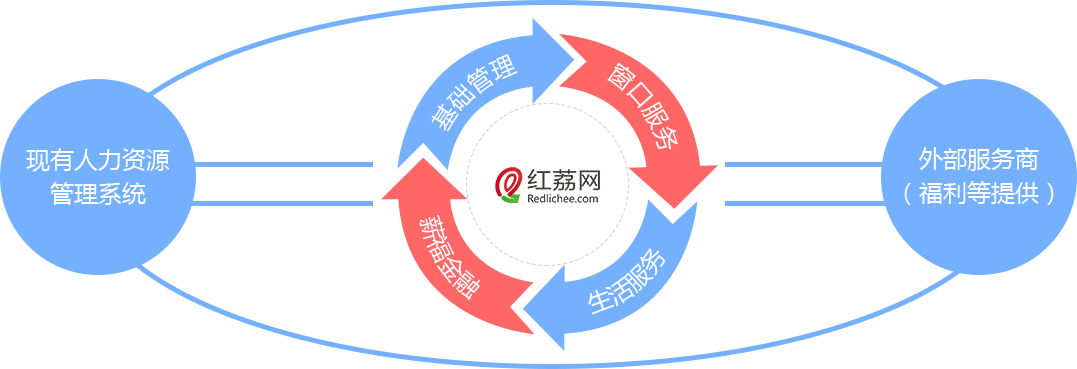 现有人力资源
管理系统
基础管理
窗口服务
红荔网
Redlichee.com
薪福金融
生活服务
外部服务商
（福利等提供）